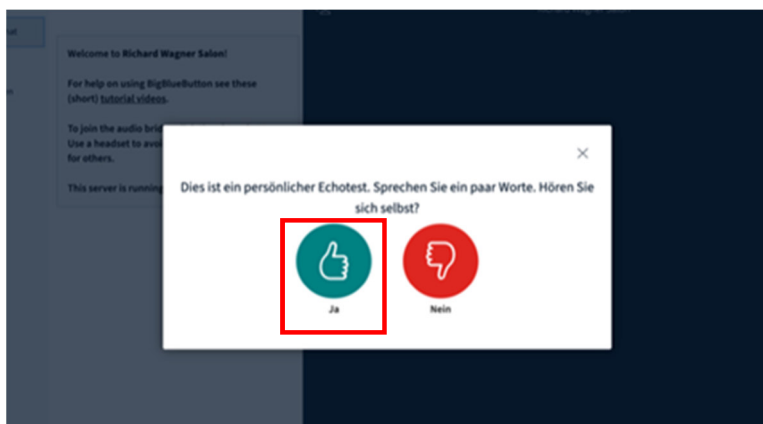 Welcome to Richard Wagner Salon!
For help on using BigBlueButton see these
(short) tutorial videos.
To join the audio
Use a headset to
for others.
This server is running
Dies ist ein persönlicher Echotest. Sprechen Sie ein paar Worte. Hören Sie
sich selbst?
Ja
Nein